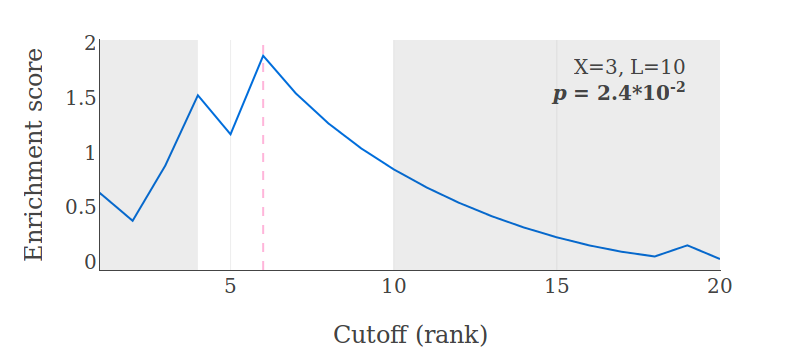 2
1.5
1
0.5
0
Enrichment score
X=3, L=10
p = 2.4*10-2
5
10
15
20
Cutoff (rank)